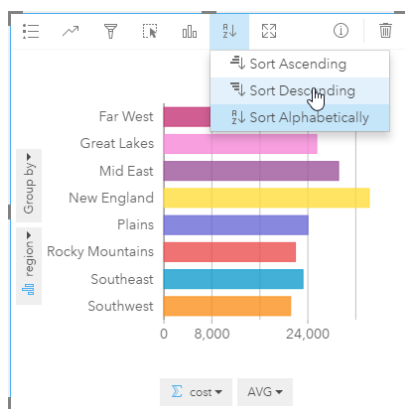 Sort Ascending
Sort Descending
Sort Alphabetically
Far West
Great Lakes
Mid East
New England
Plains
Rocky Mountains
Southeast
Southwest
Group by
region
0 8,000 24,000
Σ cost AVG